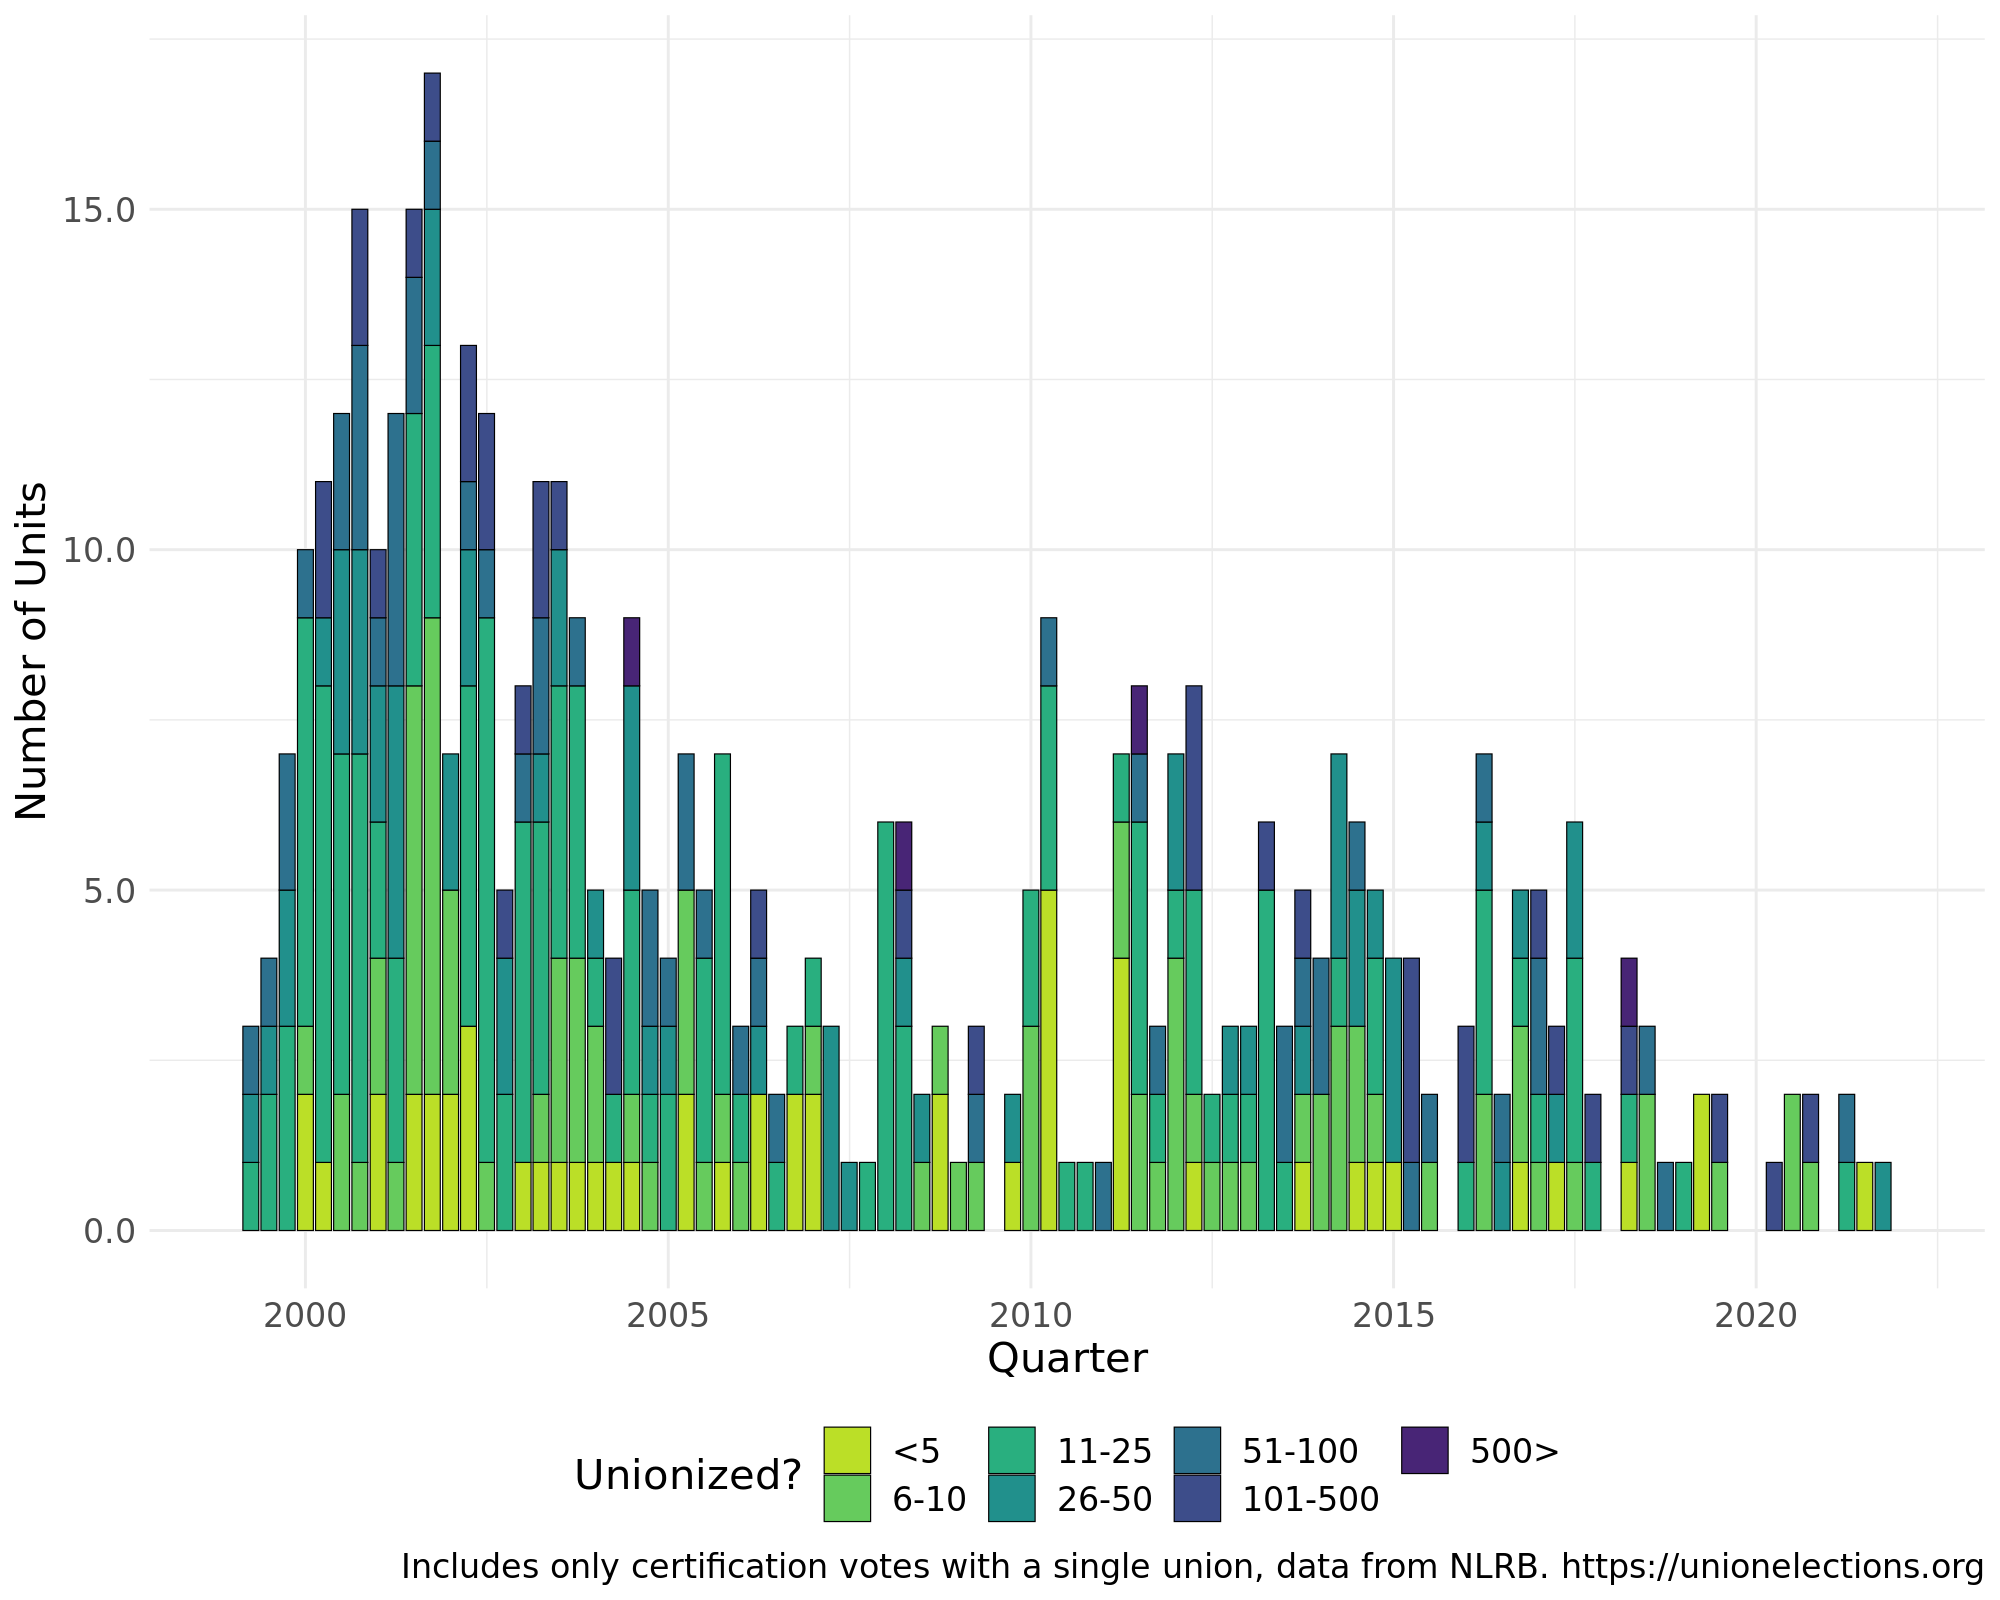 15.0
10.0
5.0
0.0
Number of Units
2000 2005 2010 2015 2020
Quarter
Unionized?
<5 11-25 51-100 500>
6-10 26-50 101-500
Includes only certification votes with a single union, data from NLRB. https://unionelections.org